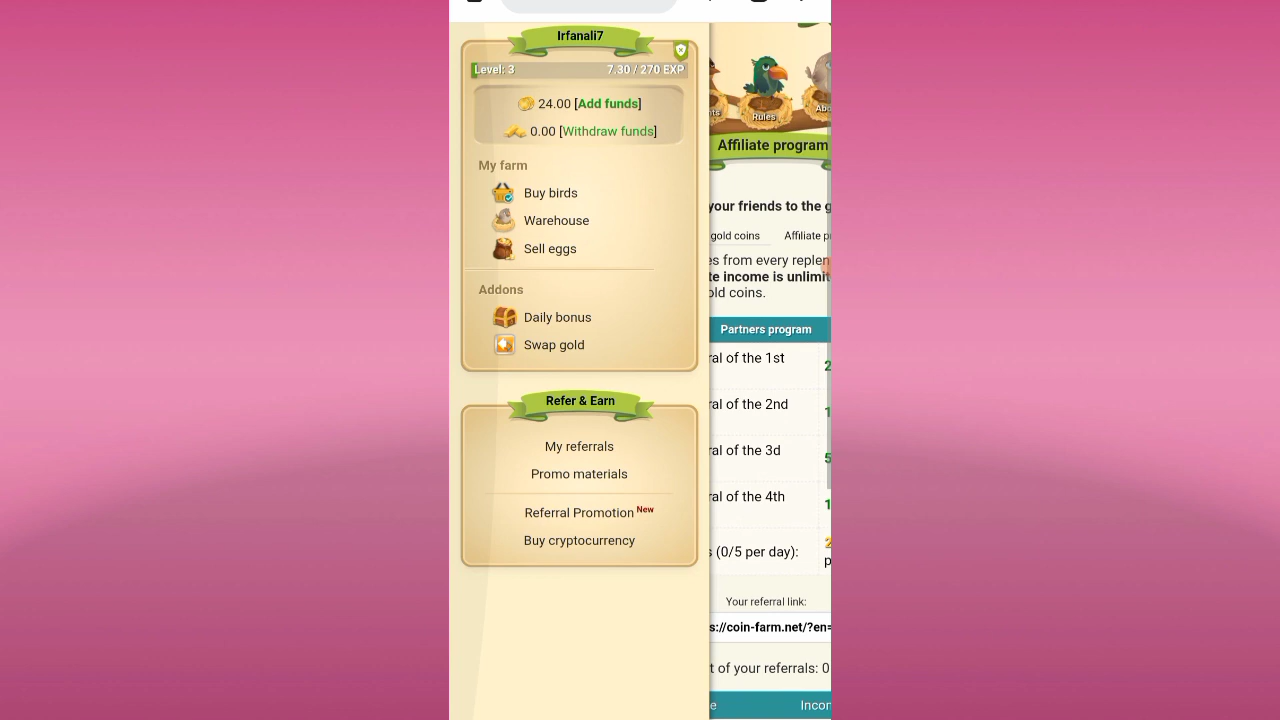 Irfanali7
Level: 3 7.30 / 270 EXP
24.00 [Add funds]
0.00 [Withdraw funds]
My farm
Buy birds
Warehouse
Sell eggs
Addons
Daily bonus
Swap gold
Refer & Earn
My referrals
Promo materials
Referral Promotion New
Buy cryptocurrency
Rules
Affiliate program
your friends to the g
gold coins Affiliate p
es from every replen
te income is unlimit
old coins.
Partners program
ral of the 1st
ral of the 2nd
ral of the 3d
ral of the 4th
s (0/5 per day):
Your referral link:
s://coin-farm.net/?en=
t of your referrals: 0
e Incor